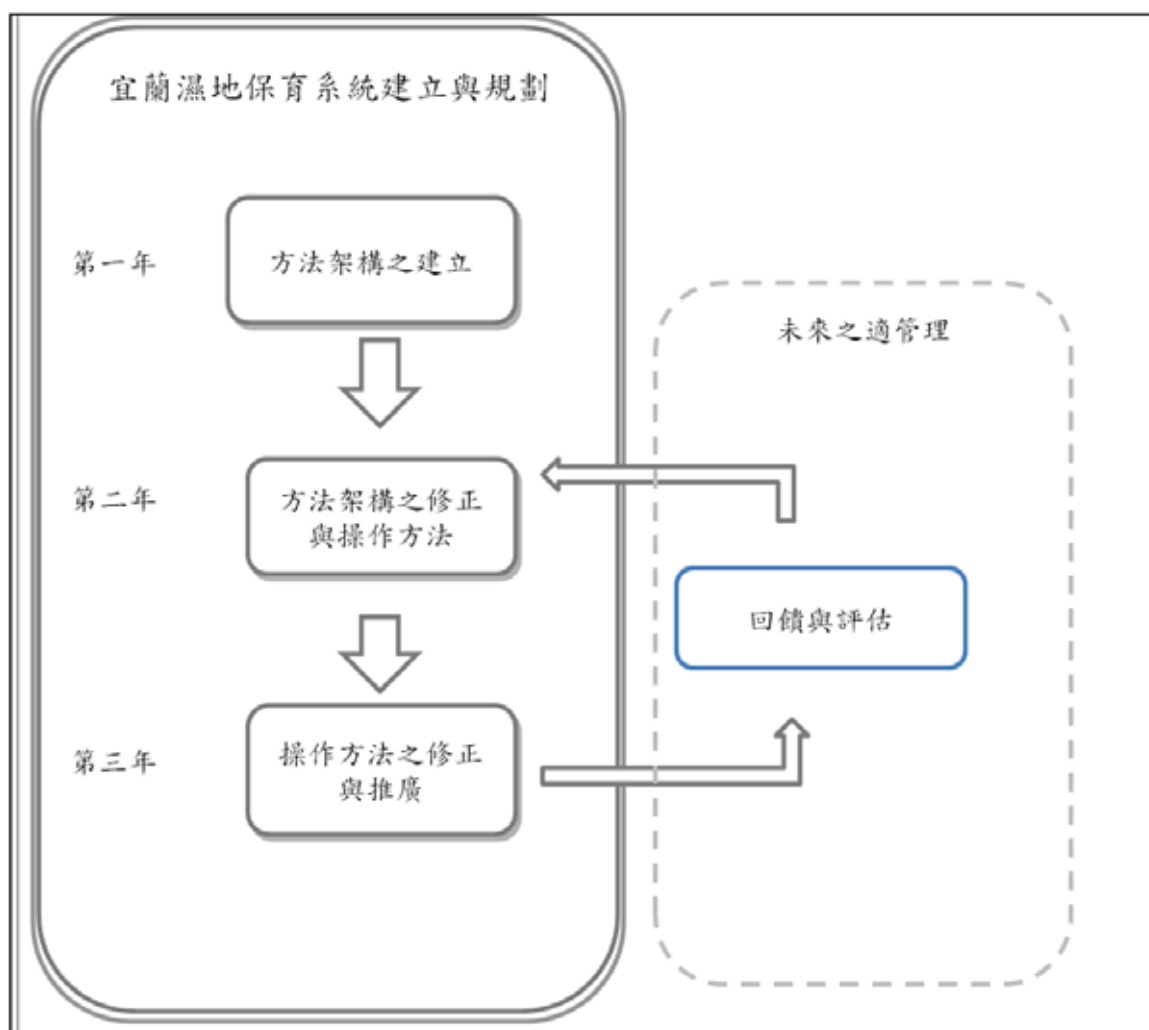 宜蘭濕地保育系統建立與規劃
第一年
方法架構之建立
未來之適管理
第二年
方法架構之修正
與操作方法
回饋與評估
第三年
操作方法之修正
與推廣